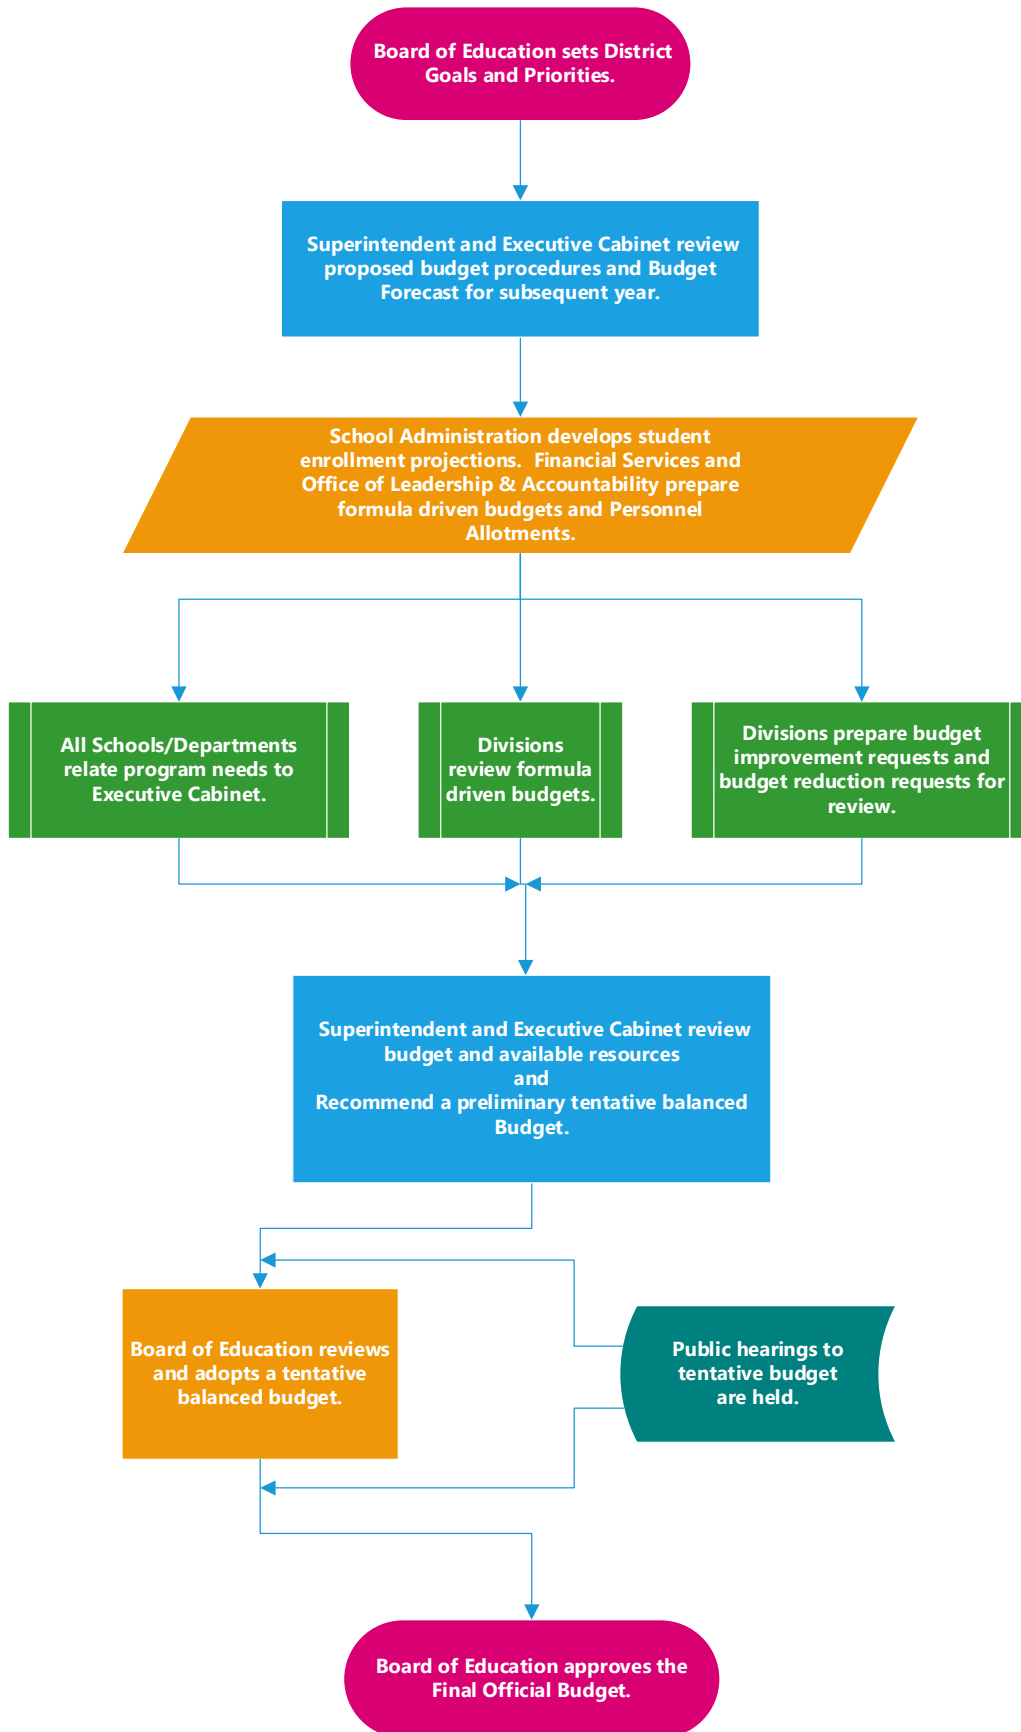 Board of Education sets District
Goals and Priorities.
Superintendent and Executive Cabinet review
proposed budget procedures and Budget
Forecast for subsequent year.
School Administration develops student
enrollment projections.  Financial Services and
Office of Leadership & Accountability prepare
formula driven budgets and Personnel
Allotments.
All Schools/Departments
relate program needs to
Executive Cabinet.
Divisions
review formula
driven budgets.
Divisions prepare budget
improvement requests and
budget reduction requests for
review.
Superintendent and Executive Cabinet review
budget and available resources
and
Recommend a preliminary tentative balanced
Budget.
Board of Education reviews
and adopts a tentative
balanced budget.
Public hearings to
tentative budget
are held.
Board of Education approves the
Final Official Budget.